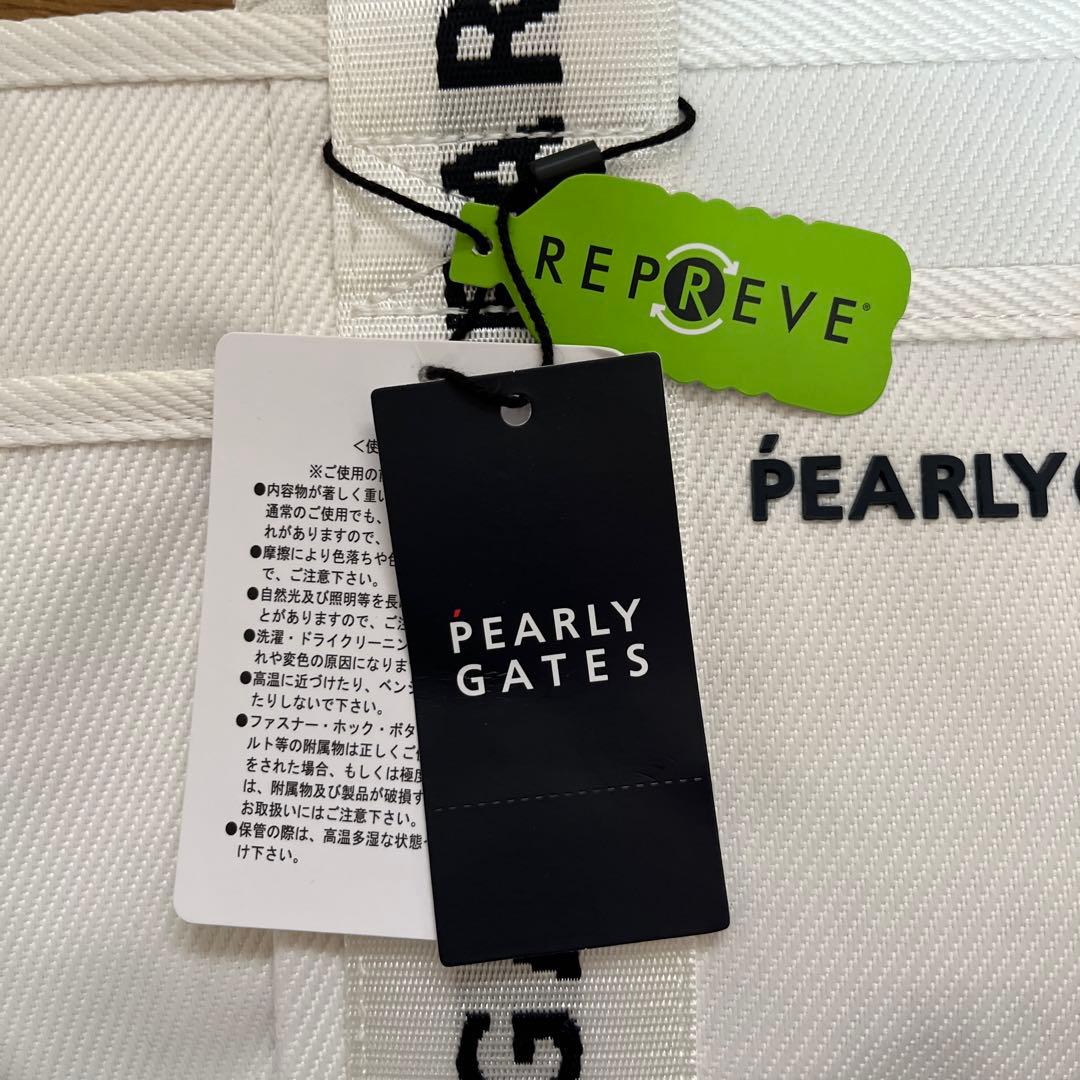 REPREVE®
PEARLY
PEARLY
GATES
※ご使用の
●内容物が著しく重い
通常のご使用でも、
れがありますので、
●摩擦により色落ちや
で、ご注意下さい。
●自然光及び照明等を長
とがありますので、ご
●洗濯・ドライクリーニン
れや変色の原因になりま
●高温に近づけたり、ベン
たりしないで下さい。
●ファスナー・ホック・ボタ
ルト等の附属物は正しくご
をされた場合、もしくは極度
は、附属物及び製品が破損す
お取扱いにはご注意下さい。
●保管の際は、高温多湿な状態
け下さい。